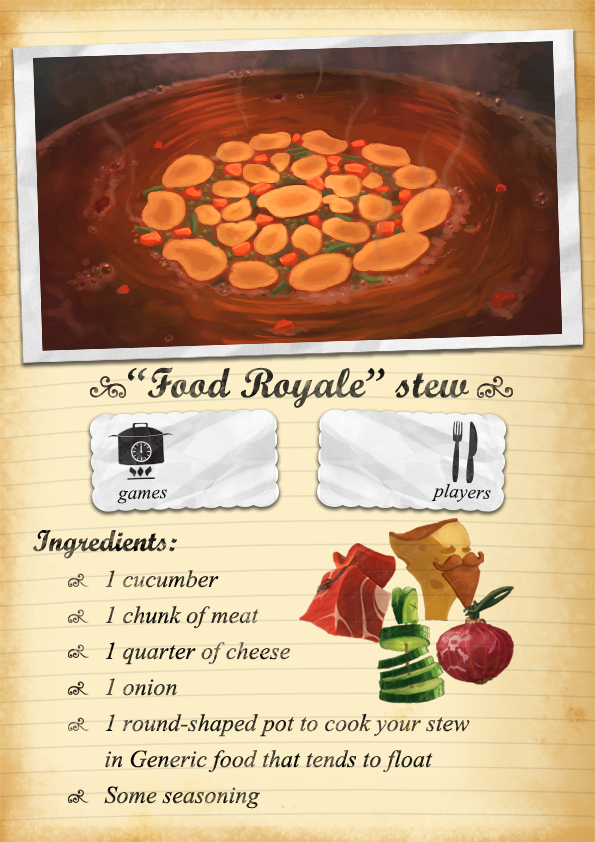 “Food Royale” stew
games
players
Ingredients:
1 cucumber
1 chunk of meat
1 quarter of cheese
1 onion
1 round-shaped pot to cook your stew
in Generic food that tends to float
Some seasoning